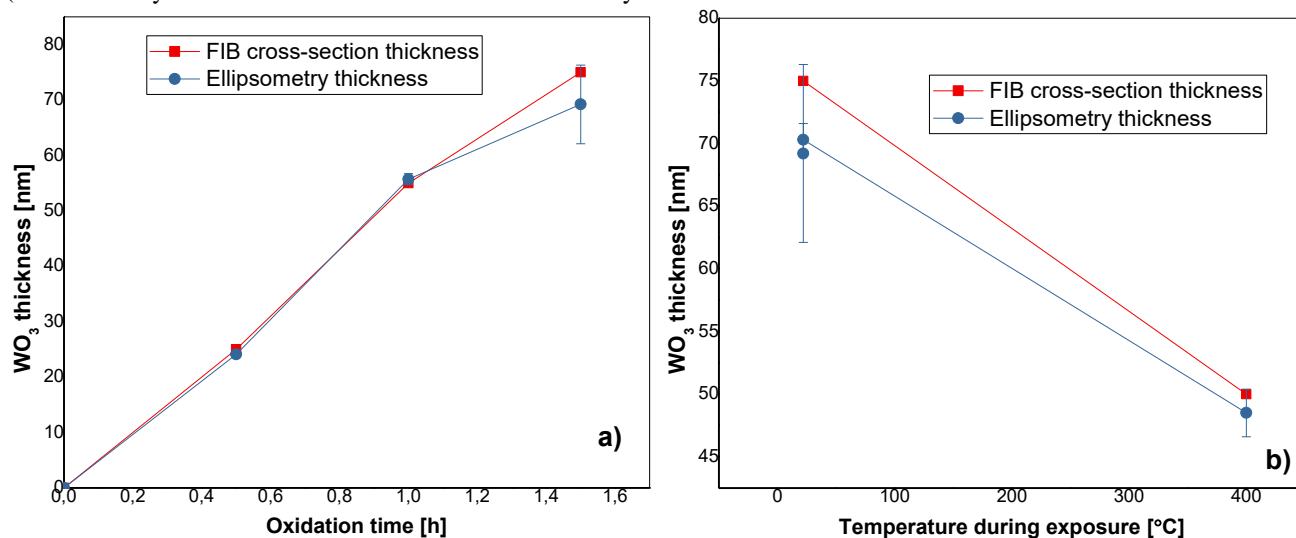 FIB cross-section thickness
Ellipsometry thickness
WO3 thickness [nm]
80
70
60
50
40
30
20
10
0
0,0 0,2 0,4 0,6 0,8 1,0 1,2 1,4 1,6
Oxidation time [h]
a)
FIB cross-section thickness
Ellipsometry thickness
WO3 thickness [nm]
80
75
70
65
60
55
50
45
0 100 200 300 400
Temperature during exposure [°C]
b)